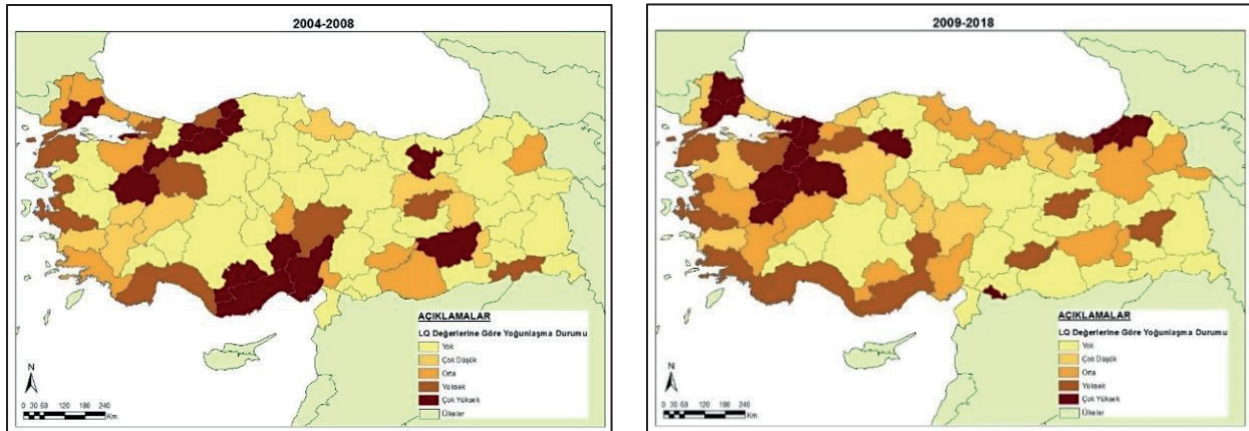 2004-2008
AÇIKLAMALAR
LQ Değerlerine Göre Yoğunlaşma Durumu
Yok
Çok Düşük
Orta
Yüksek
Çok Yüksek
Ülkeler
N
0 30 60 120 180 240
Km
2009-2018
AÇIKLAMALAR
LQ Değerlerine Göre Yoğunlaşma Durumu
Yok
Çok Düşük
Orta
Yüksek
Çok Yüksek
Ülkeler
N
0 30 60 120 180 240
Km